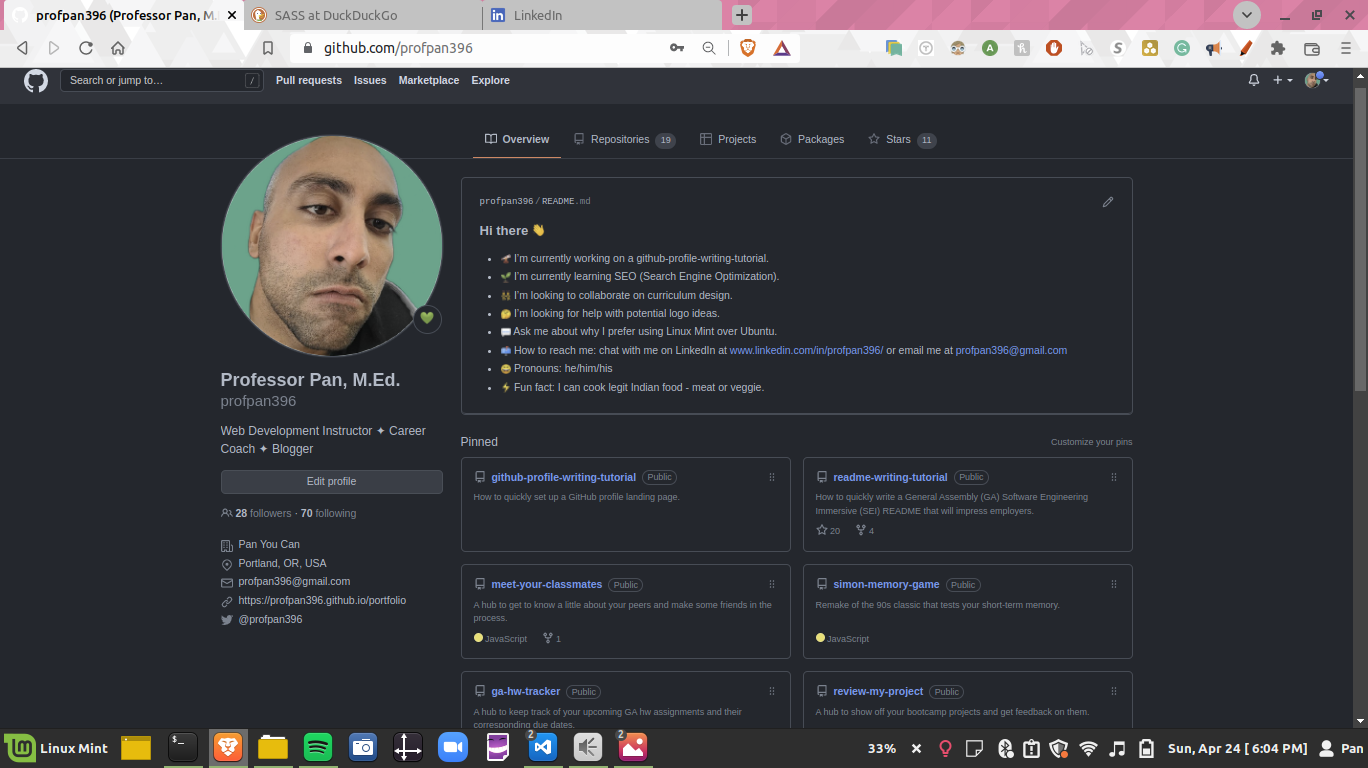 profpan396 (Professor Pan, M.
SASS at DuckDuckGo
LinkedIn
github.com/profpan396
Search or jump to…
/
Pull requests
Issues
Marketplace
Explore
Overview
Repositories 19
Projects
Packages
Stars 11
profpan396/README.md
Hi there 👋
I'm currently working on a github-profile-writing-tutorial.
I'm currently learning SEO (Search Engine Optimization).
I'm looking to collaborate on curriculum design.
I'm looking for help with potential logo ideas.
Ask me about why I prefer using Linux Mint over Ubuntu.
How to reach me: chat with me on LinkedIn at www.linkedin.com/in/profpan396/ or email me at profpan396@gmail.com
Pronouns: he/him/his
Fun fact: I can cook legit Indian food - meat or veggie.
Professor Pan, M.Ed.
profpan396
Web Development Instructor ✦ Career
Coach ✦ Blogger
Edit profile
28 followers · 70 following
Pan You Can
Portland, OR, USA
profpan396@gmail.com
https://profpan396.github.io/portfolio
@profpan396
Pinned
Customize your pins
github-profile-writing-tutorial Public
How to quickly set up a GitHub profile landing page.
readme-writing-tutorial Public
How to quickly write a General Assembly (GA) Software Engineering
Immersive (SEI) README that will impress employers.
20 4
meet-your-classmates Public
A hub to get to know a little about your peers and make some friends in the
process.
JavaScript 1
simon-memory-game Public
Remake of the 90s classic that tests your short-term memory.
JavaScript
ga-hw-tracker Public
A hub to keep track of your upcoming GA hw assignments and their
corresponding due dates.
review-my-project Public
A hub to show off your bootcamp projects and get feedback on them.
Linux Mint
2
2
33%
Sun, Apr 24 [ 6:04 PM]
Pan